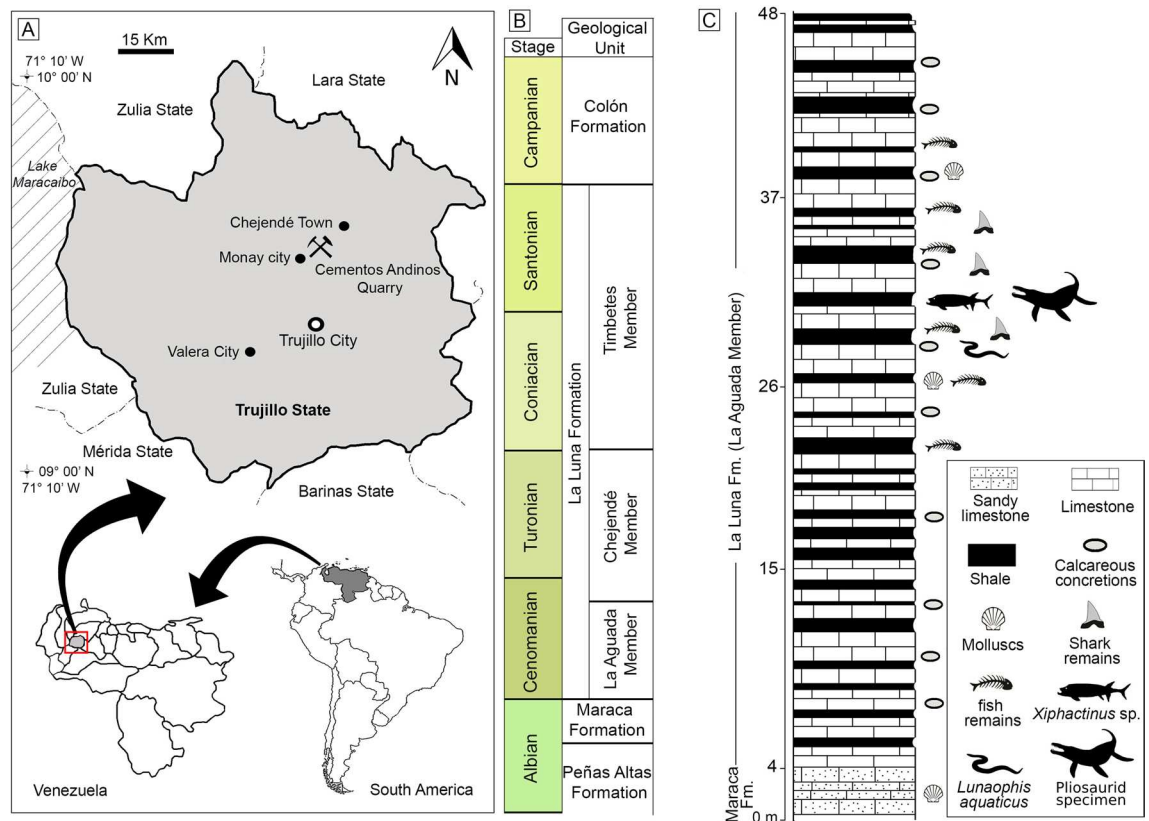 A
15 Km
71° 10' W
10° 00' N
N
Lara State
Zulia State
Lake
Maracaibo
Chejendé Town
Monay city
Cementos Andinos
Quarry
Trujillo City
Valera City
Zulia State
Trujillo State
Mérida State
09° 00' N
71° 10' W
Barinas State
Venezuela
South America
B
Stage
Geological
Unit
Campanian
Colón
Formation
Santonian
Coniacian
Turonian
Cenomanian
Albian
La Luna Formation
Timbetes
Member
Chejendé
Member
La Aguada
Member
Maraca
Formation
Peñas Altas
Formation
C
48
37
26
15
4
0 m
La Luna Fm. (La Aguada Member)
Maraca
Fm.
Sandy
limestone
Limestone
Shale
Calcareous
concretions
Molluscs
Shark
remains
fish
remains
Xiphactinus sp.
Lunaophis
aquaticus
Pliosaurid
specimen